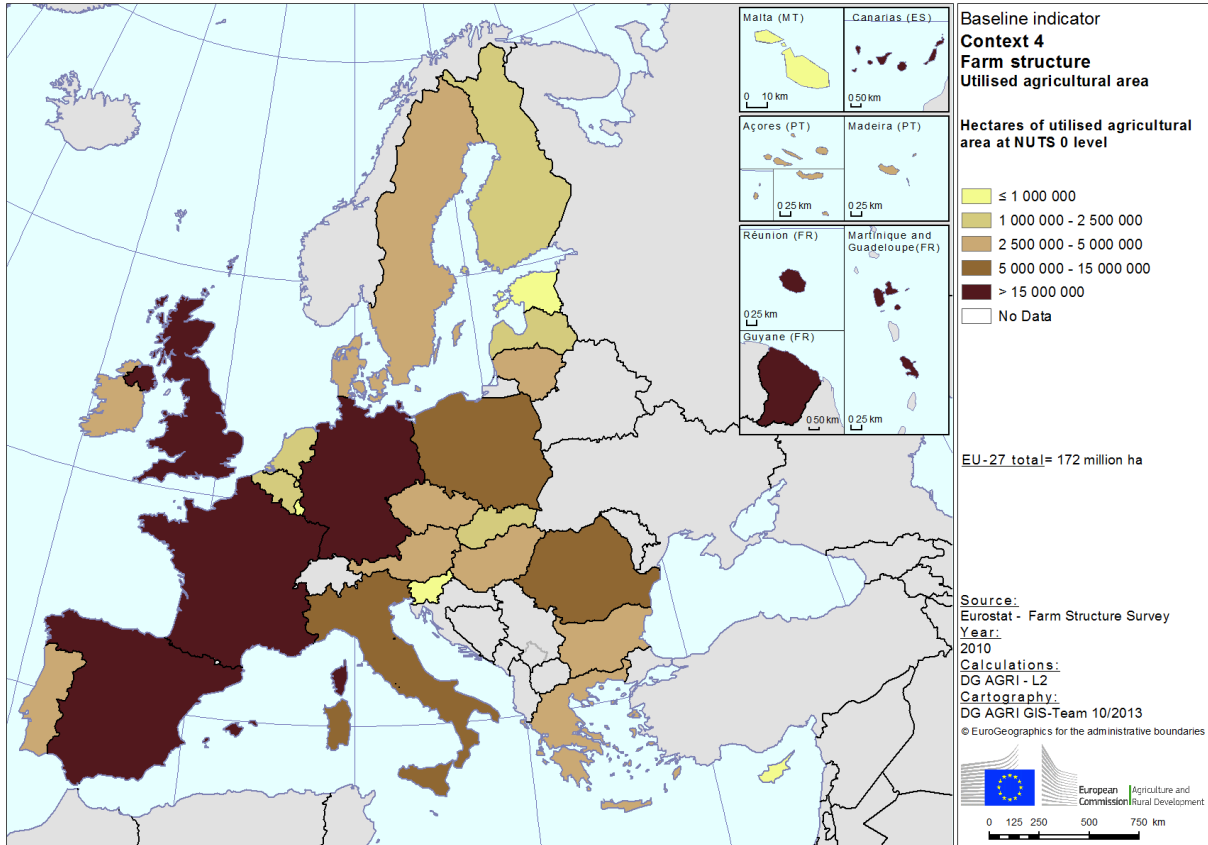 Malta (MT)
0 10 km
Canarias (ES)
0 50 km
Açores (PT)
0 25 km
Madeira (PT)
0 25 km
Réunion (FR)
0 25 km
Martinique and
Guadeloupe(FR)
0 25 km
Guyane (FR)
0 50 km
Baseline indicator
Context 4
Farm structure
Utilised agricultural area
Hectares of utilised agricultural
area at NUTS 0 level
≤ 1 000 000
1 000 000 - 2 500 000
2 500 000 - 5 000 000
5 000 000 - 15 000 000
> 15 000 000
No Data
EU-27 total= 172 million ha
Source:
Eurostat - Farm Structure Survey
Year:
2010
Calculations:
DG AGRI - L2
Cartography:
DG AGRI GIS-Team 10/2013
© EuroGeographics for the administrative boundaries
European
Commission
Agriculture and
Rural Development
0 125 250 500 750 km